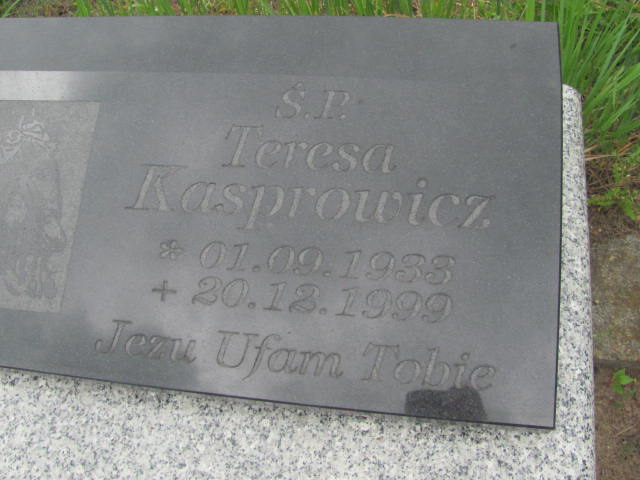 Ś.P.
Teresa
Kasprowicz
* 01.09.1933
+ 20.12.1999
Jezu Ufam Tobie